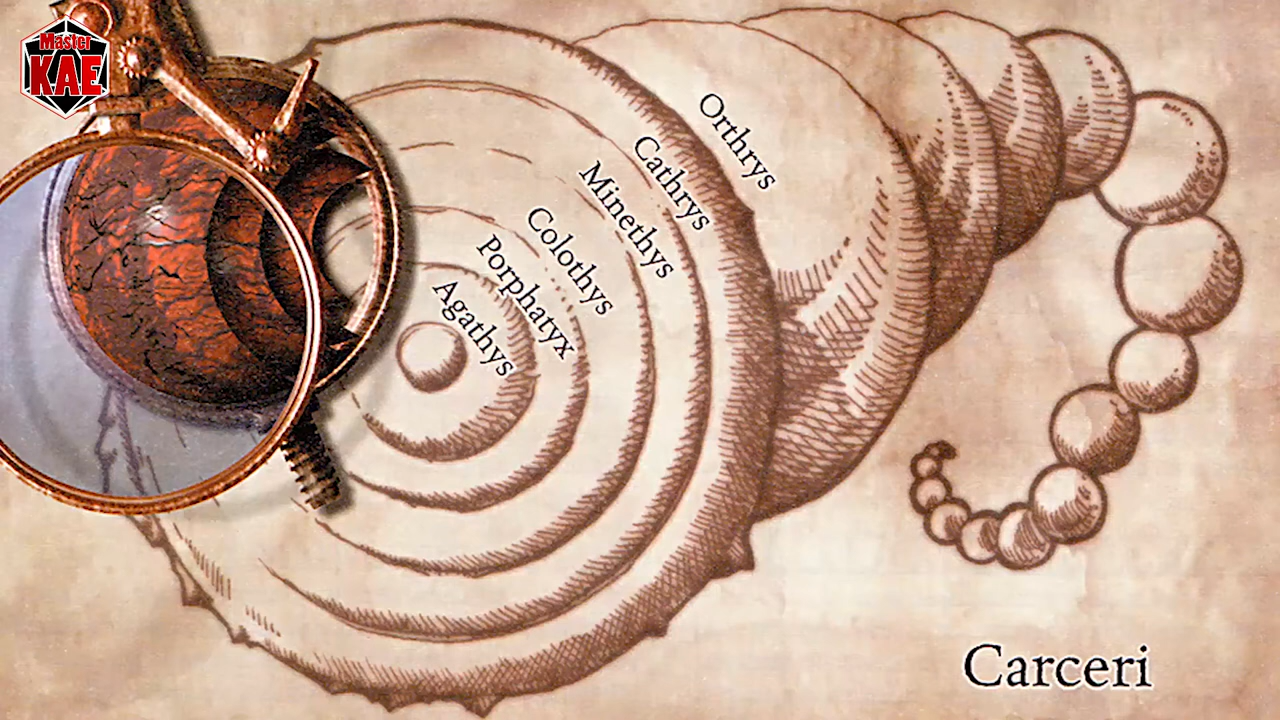 Master
KAE
Orthrys
Cathrys
Minethys
Colothys
Porphatyx
Agathys
Carceri